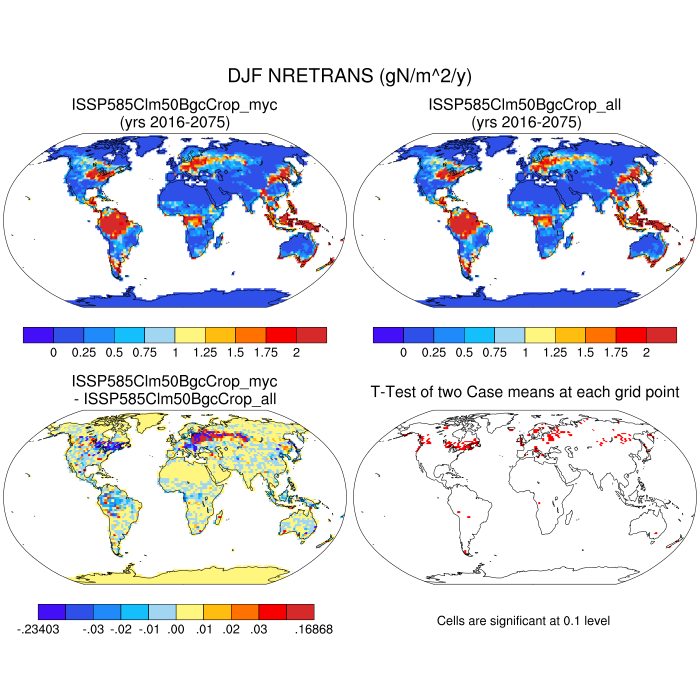 DJF NRETRANS (gN/m^2/y)
ISSP585Clm50BgcCrop_myc
(yrs 2016-2075)
ISSP585Clm50BgcCrop_all
(yrs 2016-2075)
0 0.25 0.5 0.75 1 1.25 1.5 1.75 2
0 0.25 0.5 0.75 1 1.25 1.5 1.75 2
ISSP585Clm50BgcCrop_myc
- ISSP585Clm50BgcCrop_all
T-Test of two Case means at each grid point
-.23403 -.03 -.02 -.01 .00 .01 .02 .03 .16868
Cells are significant at 0.1 level